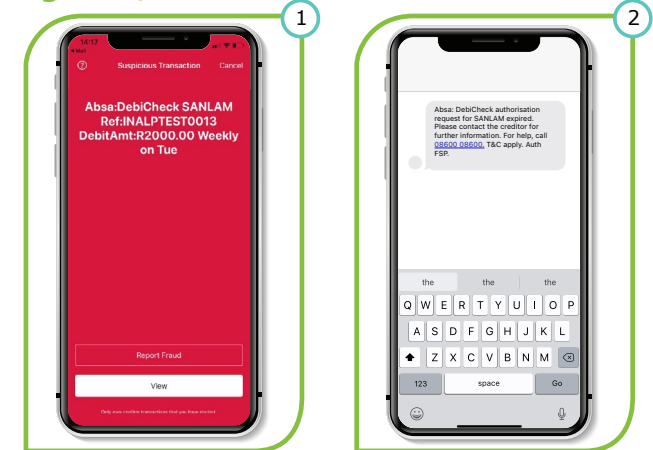 1
14:17
Mail
Suspicious Transaction
Cancel
Absa:DebiCheck SANLAM
Ref:INALPTEST0013
DebitAmt:R2000.00 Weekly
on Tue
Report Fraud
View
Only ever confirm transactions that you have started
2
Absa: DebiCheck authorisation
request for SANLAM expired.
Please contact the creditor for
further information. For help, call
08600 08600. T&C apply. Auth
FSP.
the the the
Q W E R T Y U I O P
A S D F G H J K L
Z X C V B N M
123 space Go